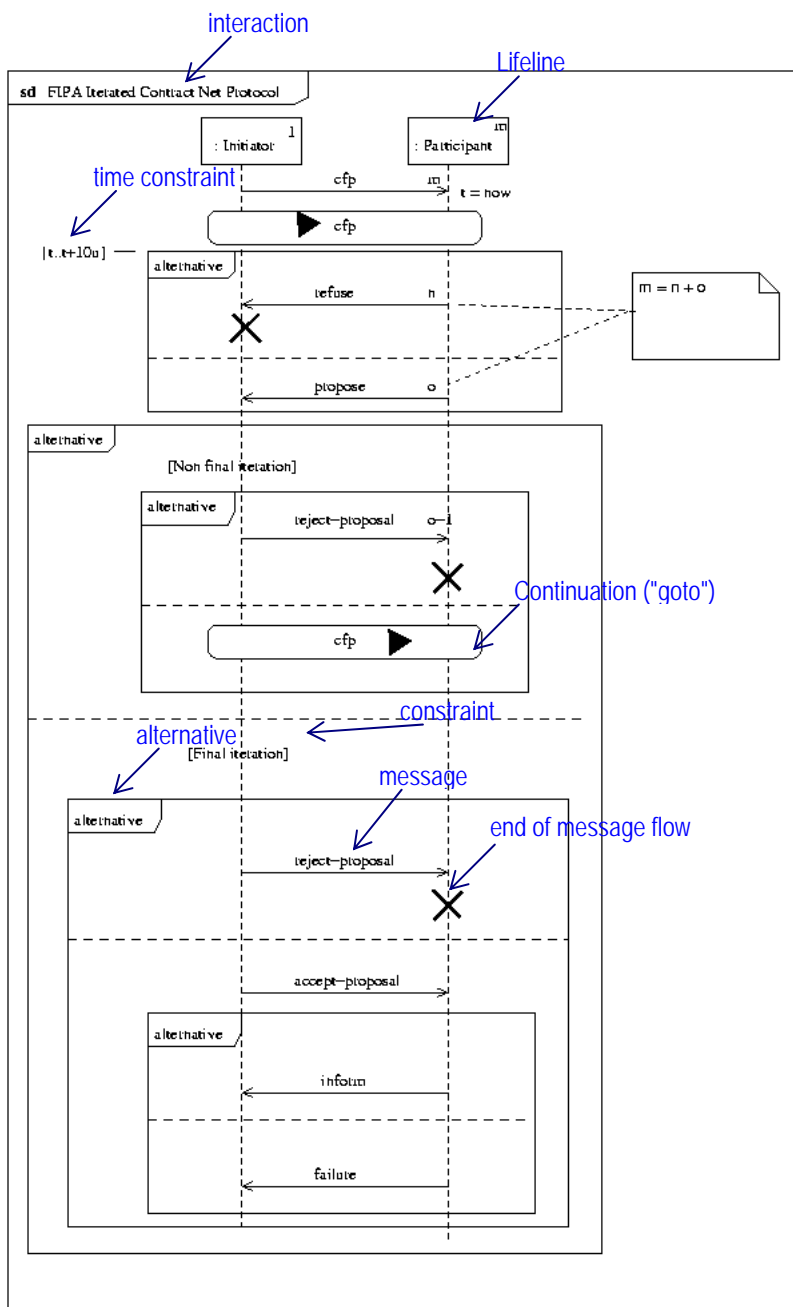 interaction
Lifeline
sd FIPA Iterated Contract Net Protocol
1
: Initiator
m
: Participant
time constraint
cfp m
t = now
cfp
alternative
refuse n
m = n + o
propose o
alternative
[Non final iteration]
alternative
reject-proposal o-1
Continuation ("goto")
cfp
constraint
alternative
[Final iteration]
message
alternative
end of message flow
reject-proposal
accept-proposal
alternative
inform
failure